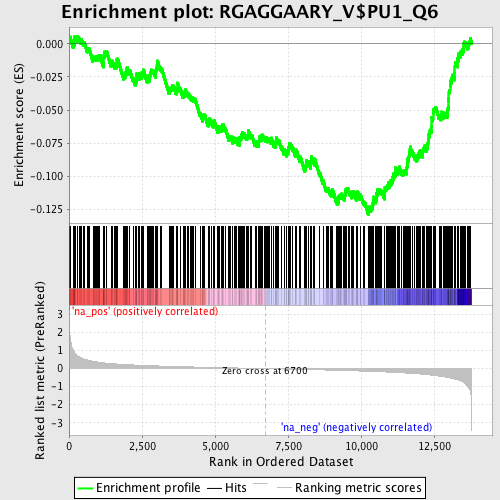 Enrichment plot: RGAGGAARY_V$PU1_Q6
Enrichment score (ES)
0.000
-0.025
-0.050
-0.075
-0.100
-0.125
'na_pos' (positively correlated)
Ranked list metric (PreRanked)
3
2
1
0
-1
-2
-3
Zero cross at 6700
'na_neg' (negatively correlated)
0
2,500
5,000
7,500
10,000
12,500
Rank in Ordered Dataset
Enrichment profile
Hits
Ranking metric scores